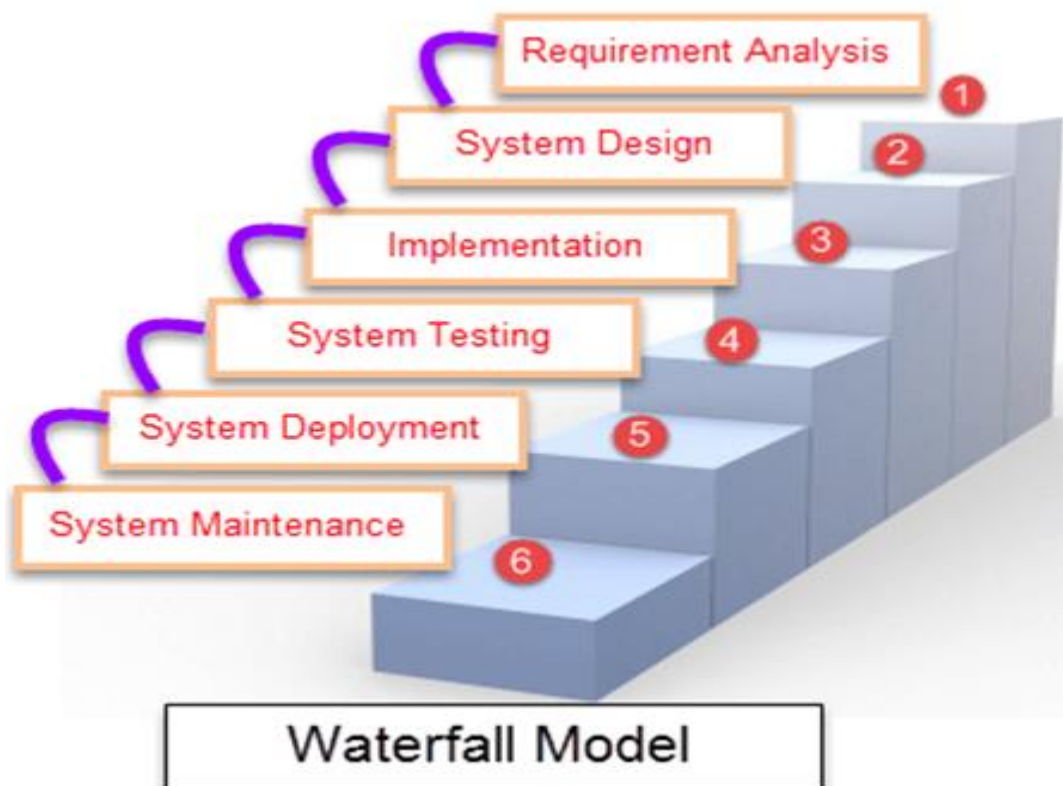 Requirement Analysis
1
System Design
2
Implementation
3
System Testing
4
System Deployment
5
System Maintenance
6
Waterfall Model